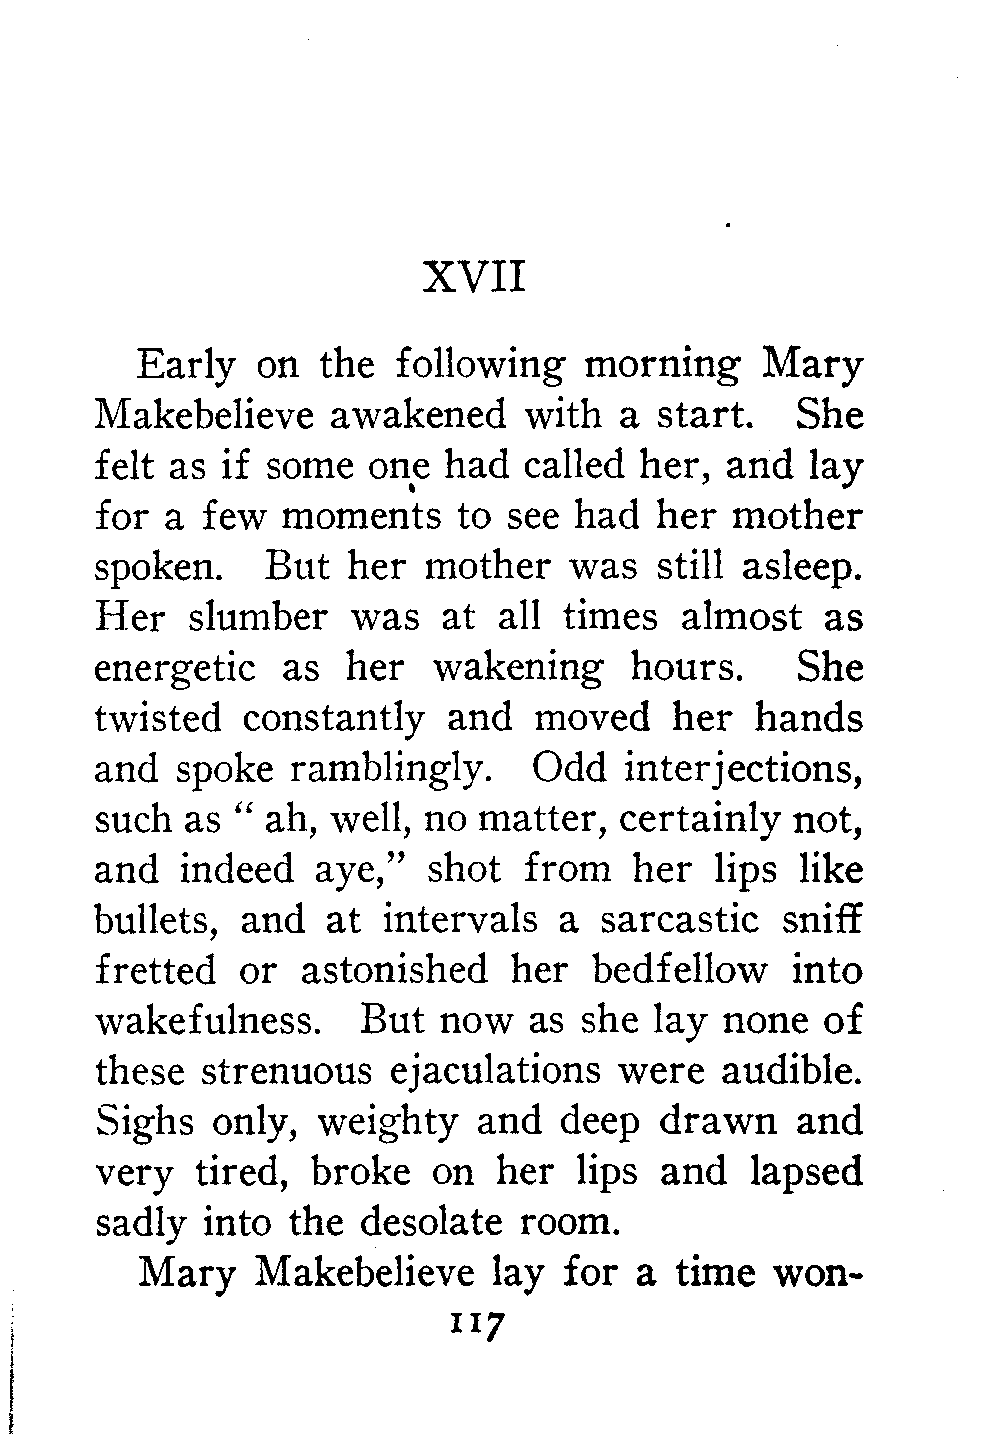 XVII
Early on the following morning Mary
Makebelieve awakened with a start. She
felt as if some one had called her, and lay
for a few moments to see had her mother
spoken. But her mother was still asleep.
Her slumber was at all times almost as
energetic as her wakening hours. She
twisted constantly and moved her hands
and spoke ramblingly. Odd interjections,
such as “ ah, well, no matter, certainly not,
and indeed aye,” shot from her lips like
bullets, and at intervals a sarcastic sniff
fretted or astonished her bedfellow into
wakefulness. But now as she lay none of
these strenuous ejaculations were audible.
Sighs only, weighty and deep drawn and
very tired, broke on her lips and lapsed
sadly into the desolate room.
Mary Makebelieve lay for a time won-
117